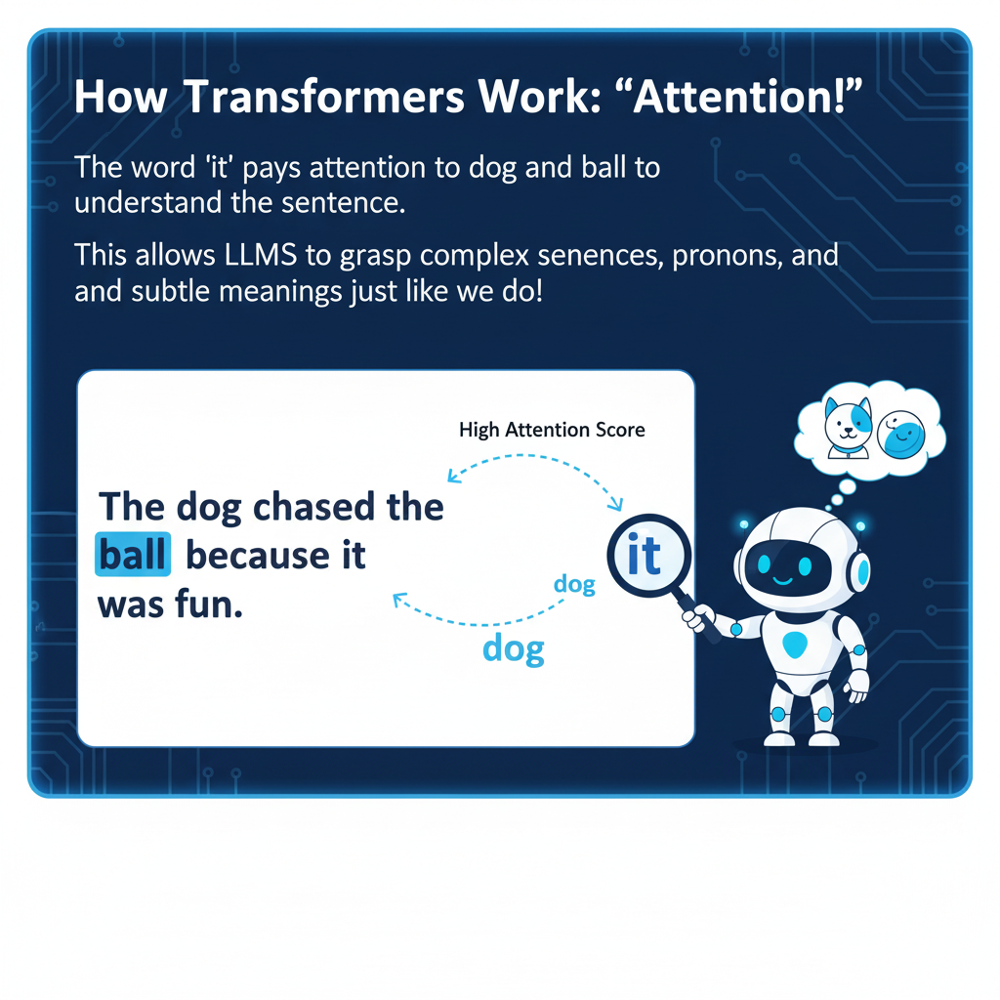 How Transformers Work: “Attention!”
The word 'it' pays attention to dog and ball to
understand the sentence.
This allows LLMS to grasp complex senences, pronons, and
and subtle meanings just like we do!
High Attention Score
The dog chased the
ball because it
was fun.
it
dog
dog